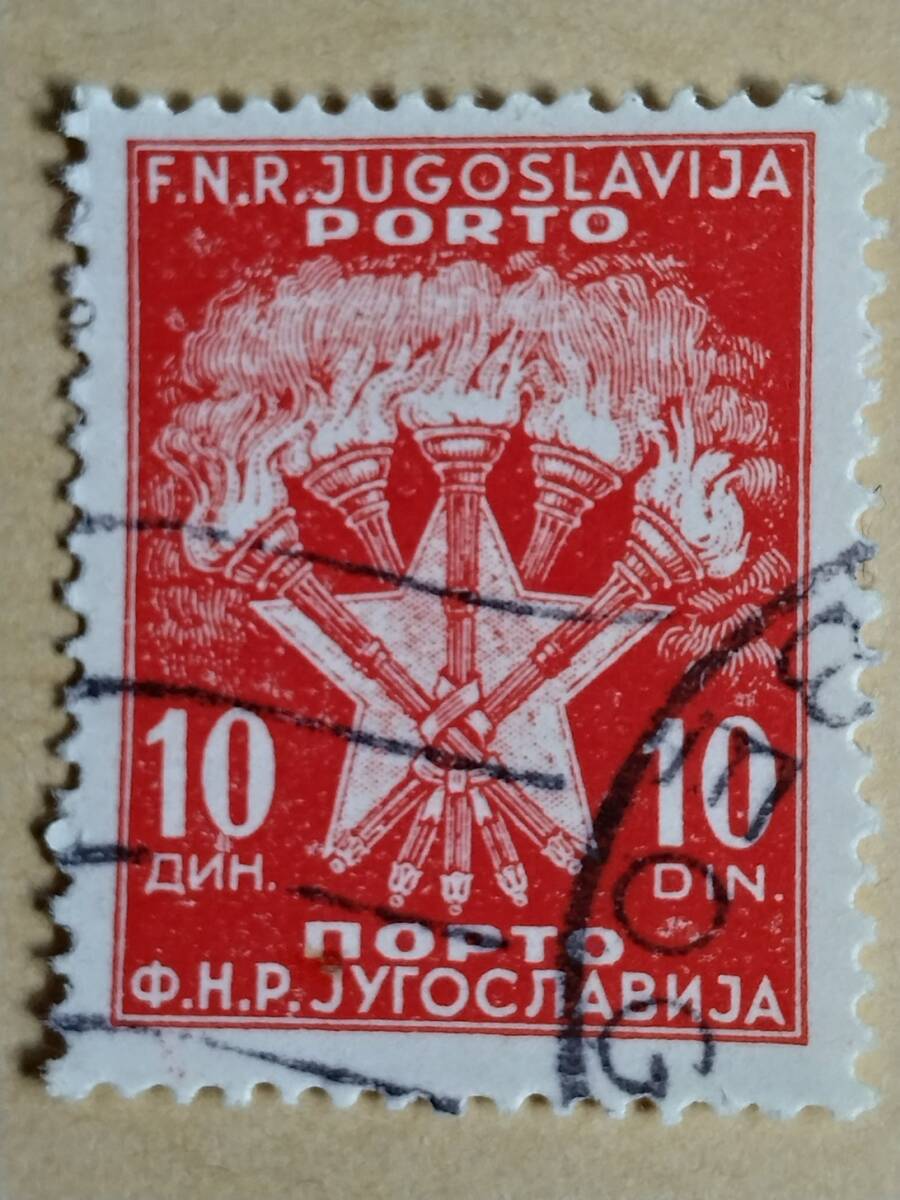 F.N.R. JUGOSLAVIJA
PORTO
10 10
ДИН. DIN.
ПОРТО
Ф.Н.Р. ЈУГОСЛАВИЈА